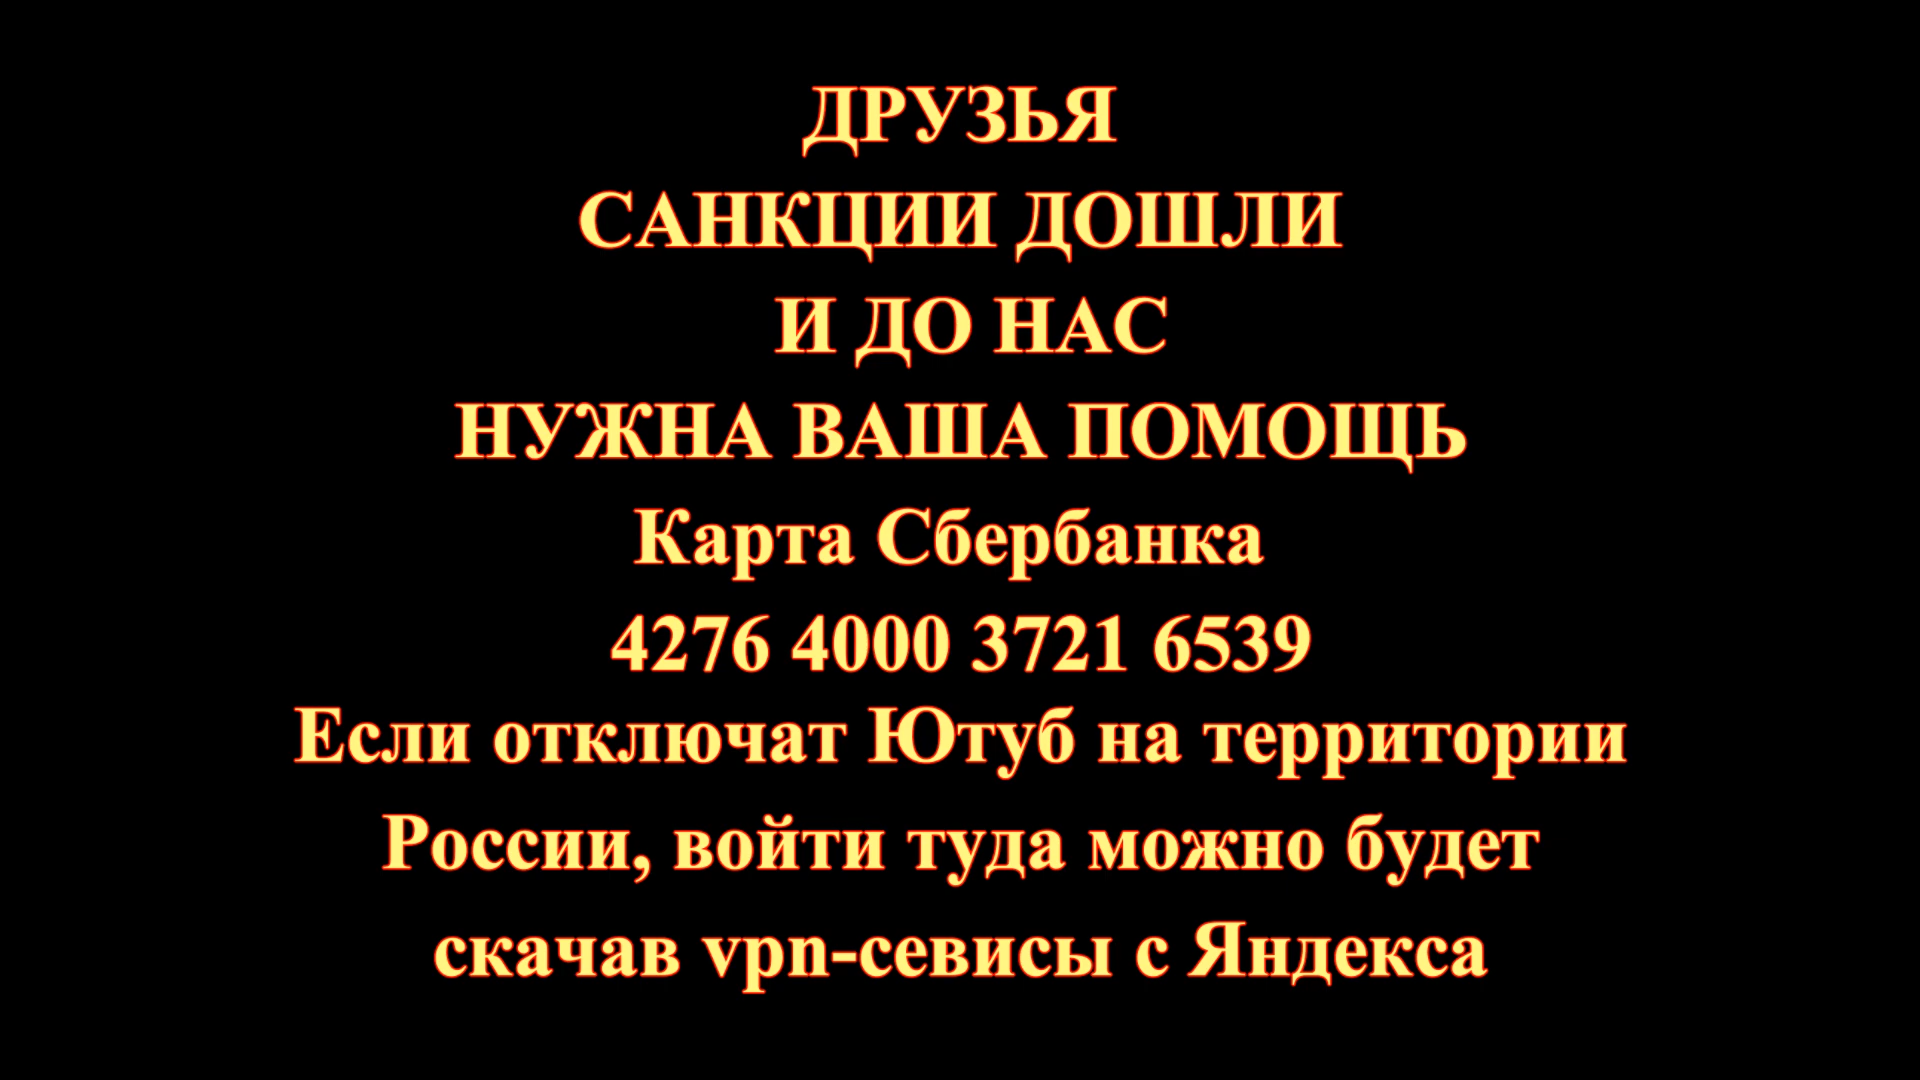 ДРУЗЬЯ
САНКЦИИ ДОШЛИ
И ДО НАС
НУЖНА ВАША ПОМОЩЬ
Карта Сбербанка
4276 4000 3721 6539
Если отключат Ютуб на территории
России, войти туда можно будет
скачав vpn-севисы с Яндекса